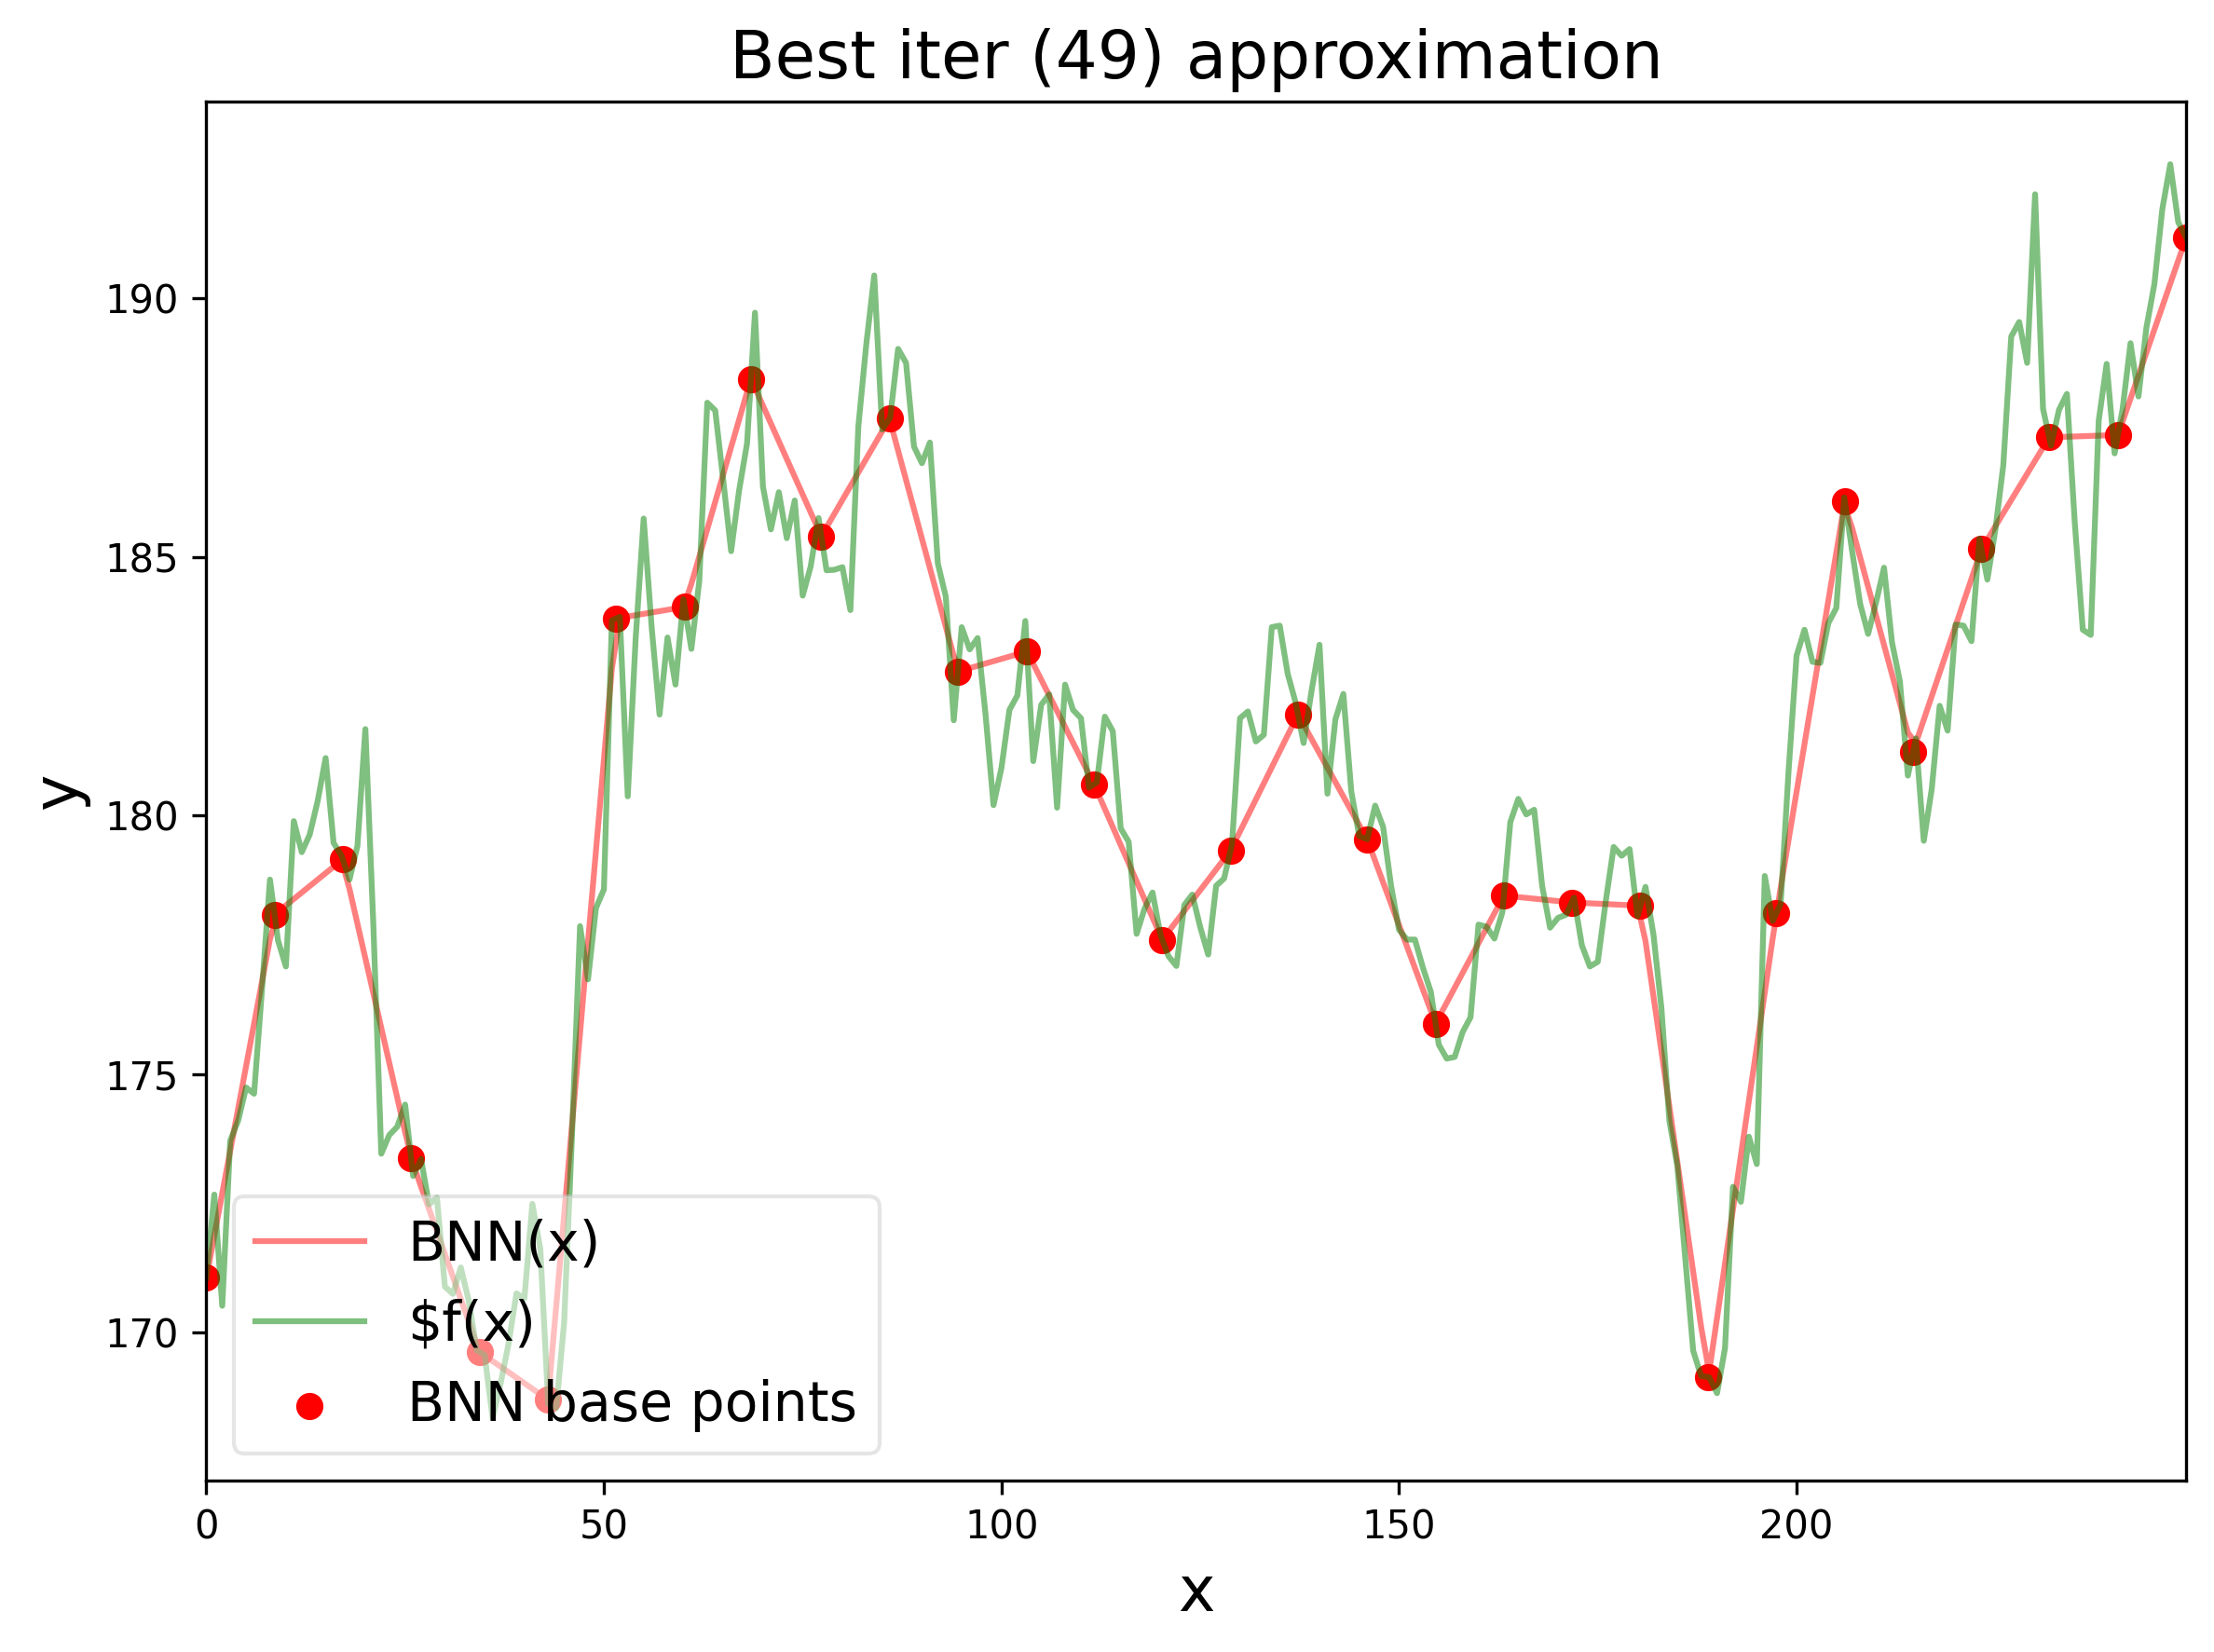 Best iter (49) approximation
y
190
185
180
175
170
BNN(x)
$f(x)
BNN base points
0 50 100 150 200
x